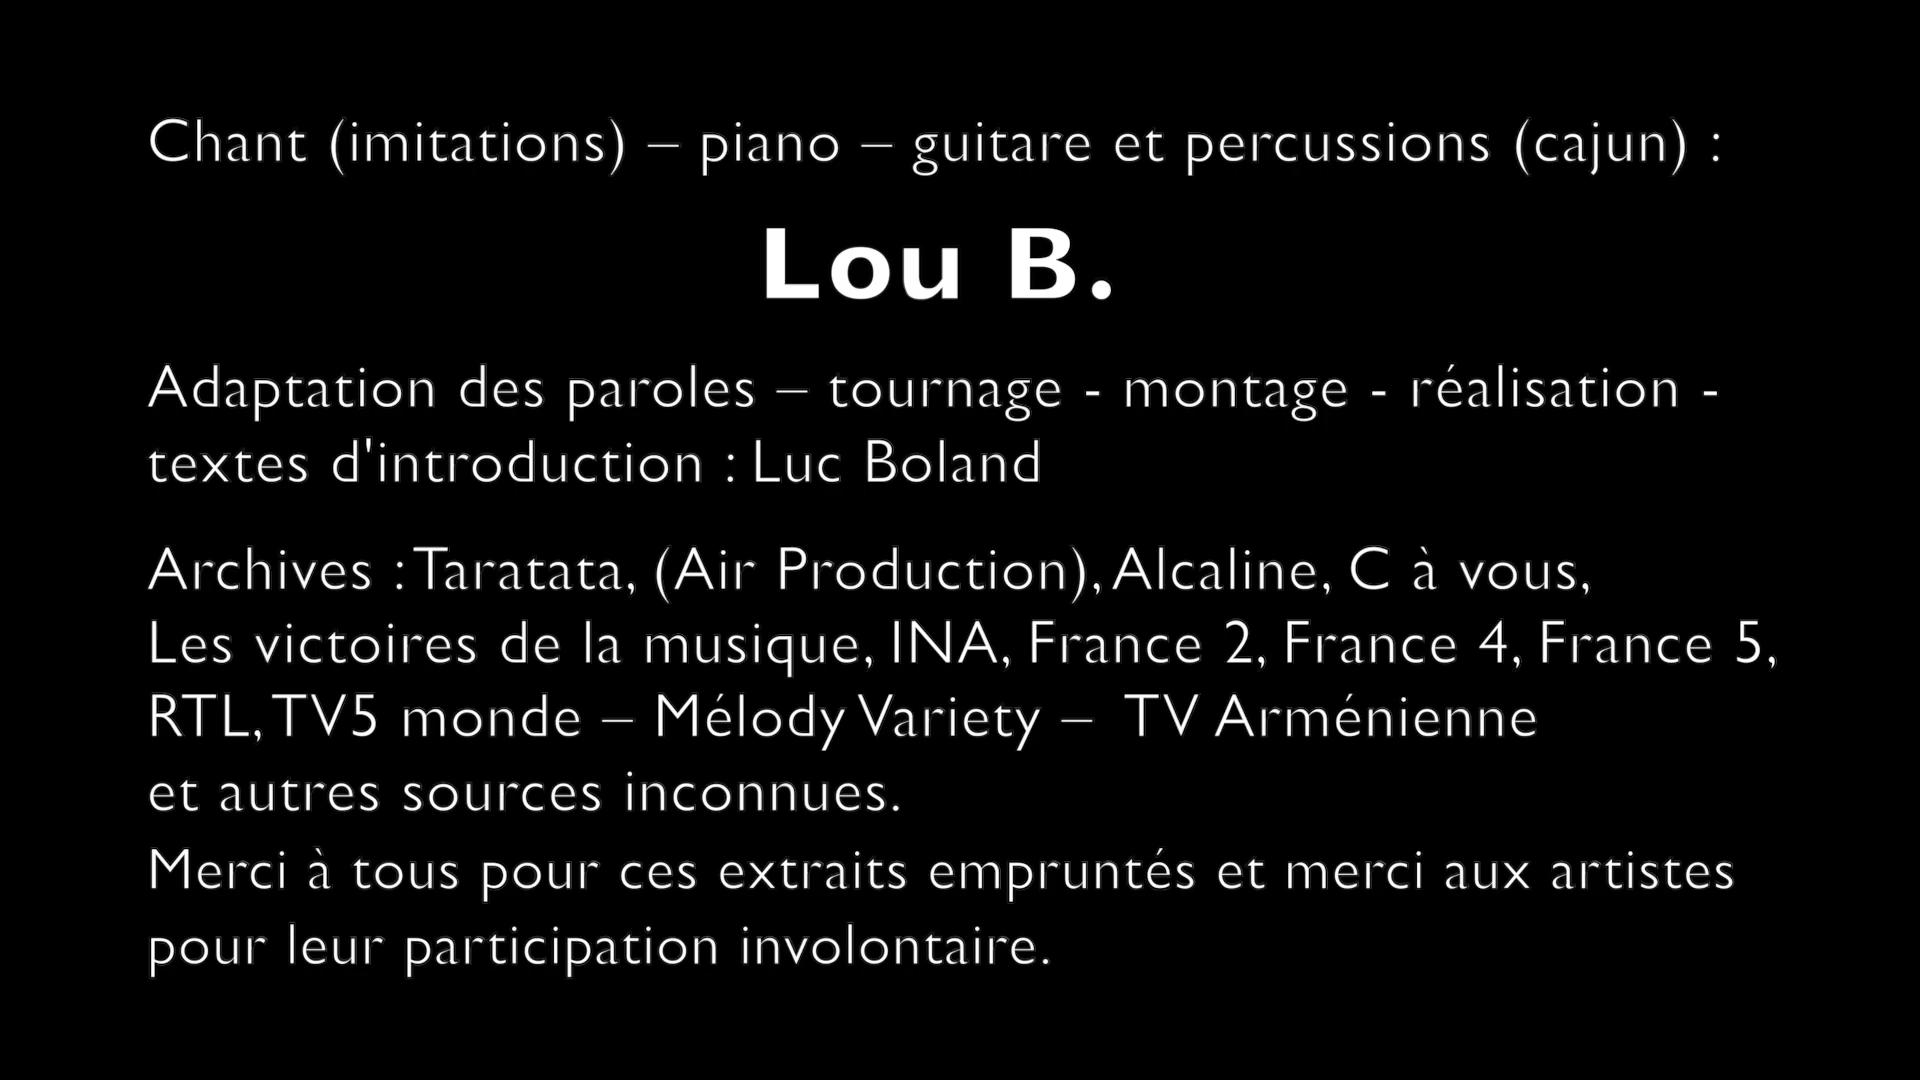 Chant (imitations) – piano – guitare et percussions (cajun) :
Lou B.
Adaptation des paroles – tournage - montage - réalisation -
textes d'introduction : Luc Boland
Archives : Taratata, (Air Production), Alcaline, C à vous,
Les victoires de la musique, INA, France 2, France 4, France 5,
RTL, TV5 monde – Mélody Variety – TV Arménienne
et autres sources inconnues.
Merci à tous pour ces extraits empruntés et merci aux artistes
pour leur participation involontaire.